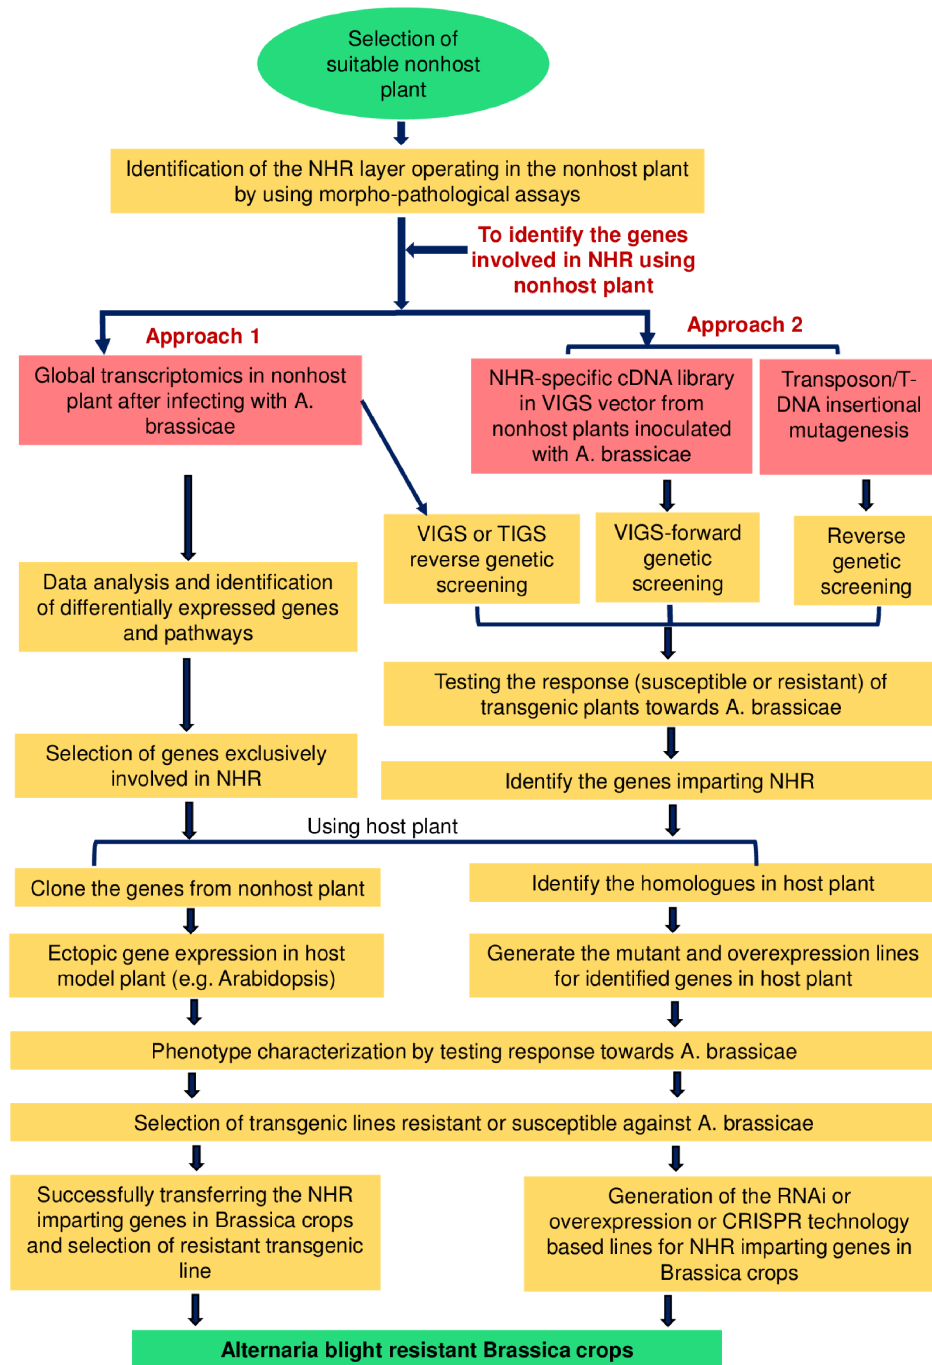 Selection of
suitable nonhost
plant
Identification of the NHR layer operating in the nonhost plant
by using morpho-pathological assays
To identify the genes
involved in NHR using
nonhost plant
Approach 1
Approach 2
Global transcriptomics in nonhost
plant after infecting with A.
brassicae
NHR-specific cDNA library
in VIGS vector from
nonhost plants inoculated
with A. brassicae
Transposon/T-
DNA insertional
mutagenesis
VIGS or TIGS
reverse genetic
screening
VIGS-forward
genetic
screening
Reverse
genetic
screening
Data analysis and identification
of differentially expressed genes
and pathways
Testing the response (susceptible or resistant) of
transgenic plants towards A. brassicae
Selection of genes exclusively
involved in NHR
Identify the genes imparting NHR
Using host plant
Clone the genes from nonhost plant
Identify the homologues in host plant
Ectopic gene expression in host
model plant (e.g. Arabidopsis)
Generate the mutant and overexpression lines
for identified genes in host plant
Phenotype characterization by testing response towards A. brassicae
Selection of transgenic lines resistant or susceptible against A. brassicae
Successfully transferring the NHR
imparting genes in Brassica crops
and selection of resistant transgenic
line
Generation of the RNAi or
overexpression or CRISPR technology
based lines for NHR imparting genes in
Brassica crops
Alternaria blight resistant Brassica crops